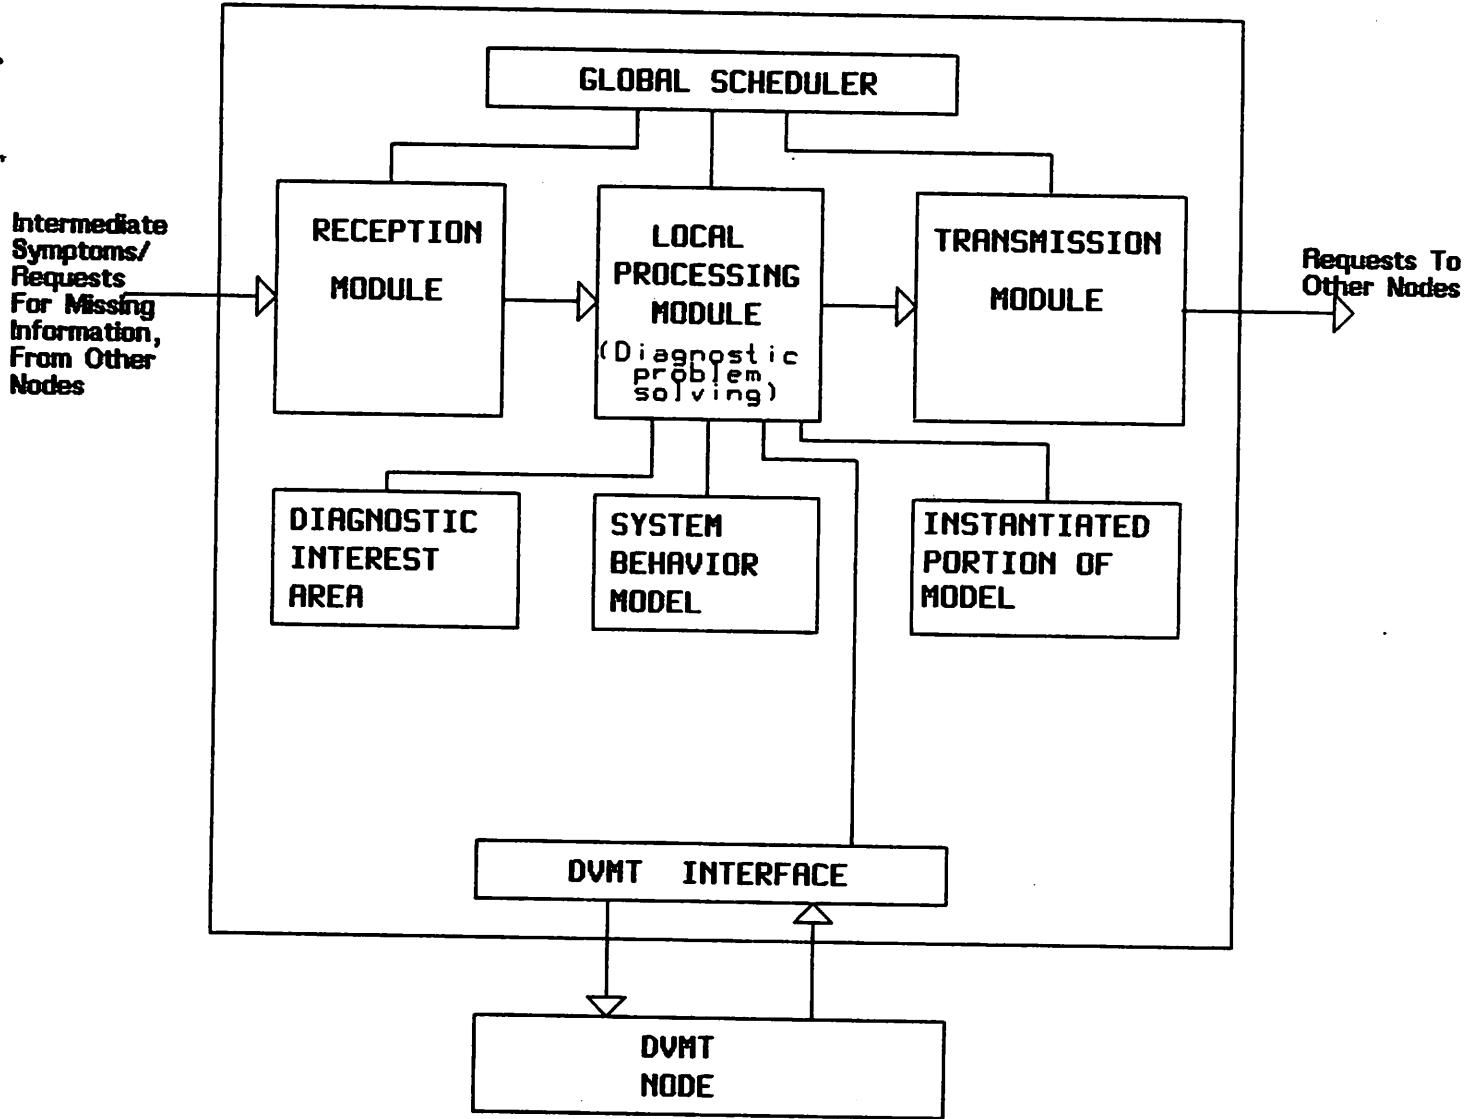 GLOBAL SCHEDULER
Intermediate
Symptoms/
Requests
For Missing
Information,
From Other
Nodes
RECEPTION
MODULE
LOCAL
PROCESSING
MODULE
(Diagnostic
problem
solving)
TRANSMISSION
MODULE
Requests To
Other Nodes
DIAGNOSTIC
INTEREST
AREA
SYSTEM
BEHAVIOR
MODEL
INSTANTIATED
PORTION OF
MODEL
DVMT INTERFACE
DVMT
NODE